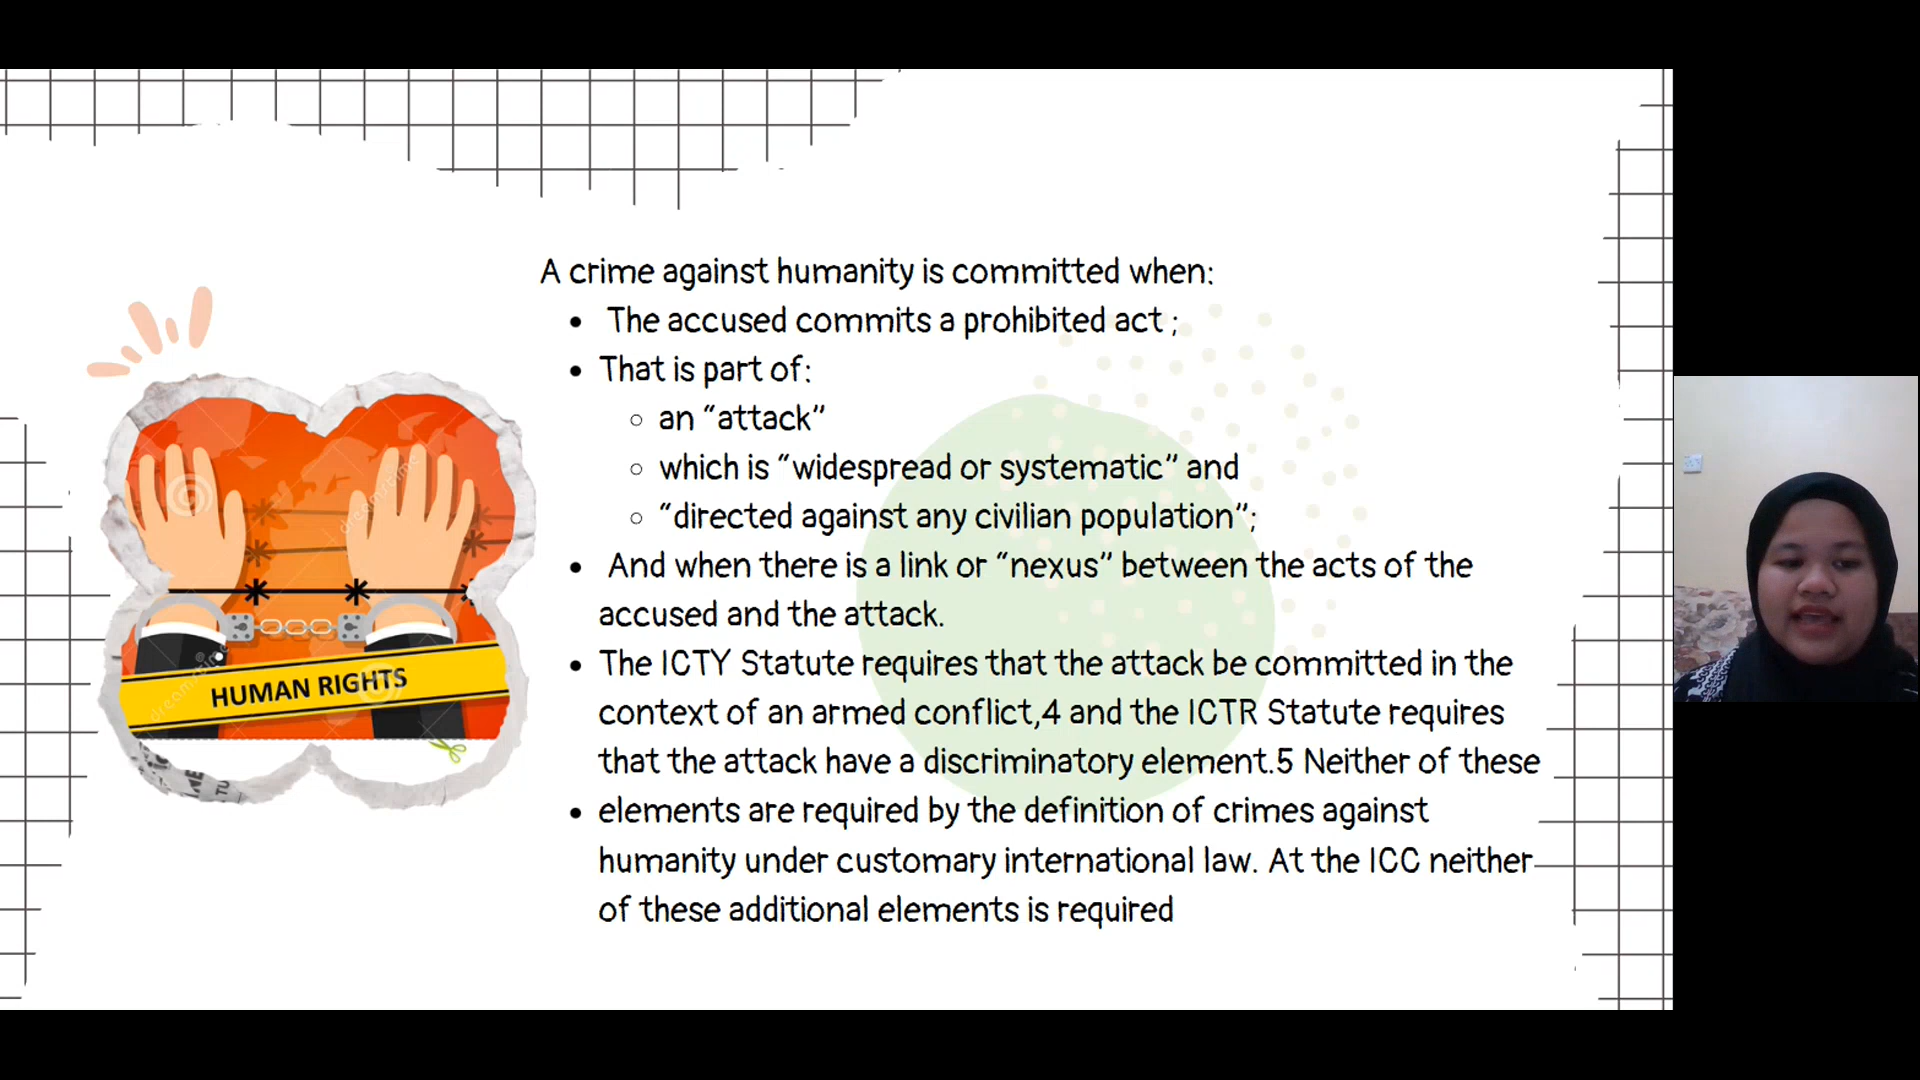 A crime against humanity is committed when:
• The accused commits a prohibited act ;
• That is part of:
○ an “attack”
○ which is “widespread or systematic” and
○ “directed against any civilian population”;
• And when there is a link or “nexus” between the acts of the
accused and the attack.
• The ICTY Statute requires that the attack be committed in the
context of an armed conflict,4 and the ICTR Statute requires
that the attack have a discriminatory element.5 Neither of these
• elements are required by the definition of crimes against
humanity under customary international law. At the ICC neither
of these additional elements is required
HUMAN RIGHTS
dreamstime